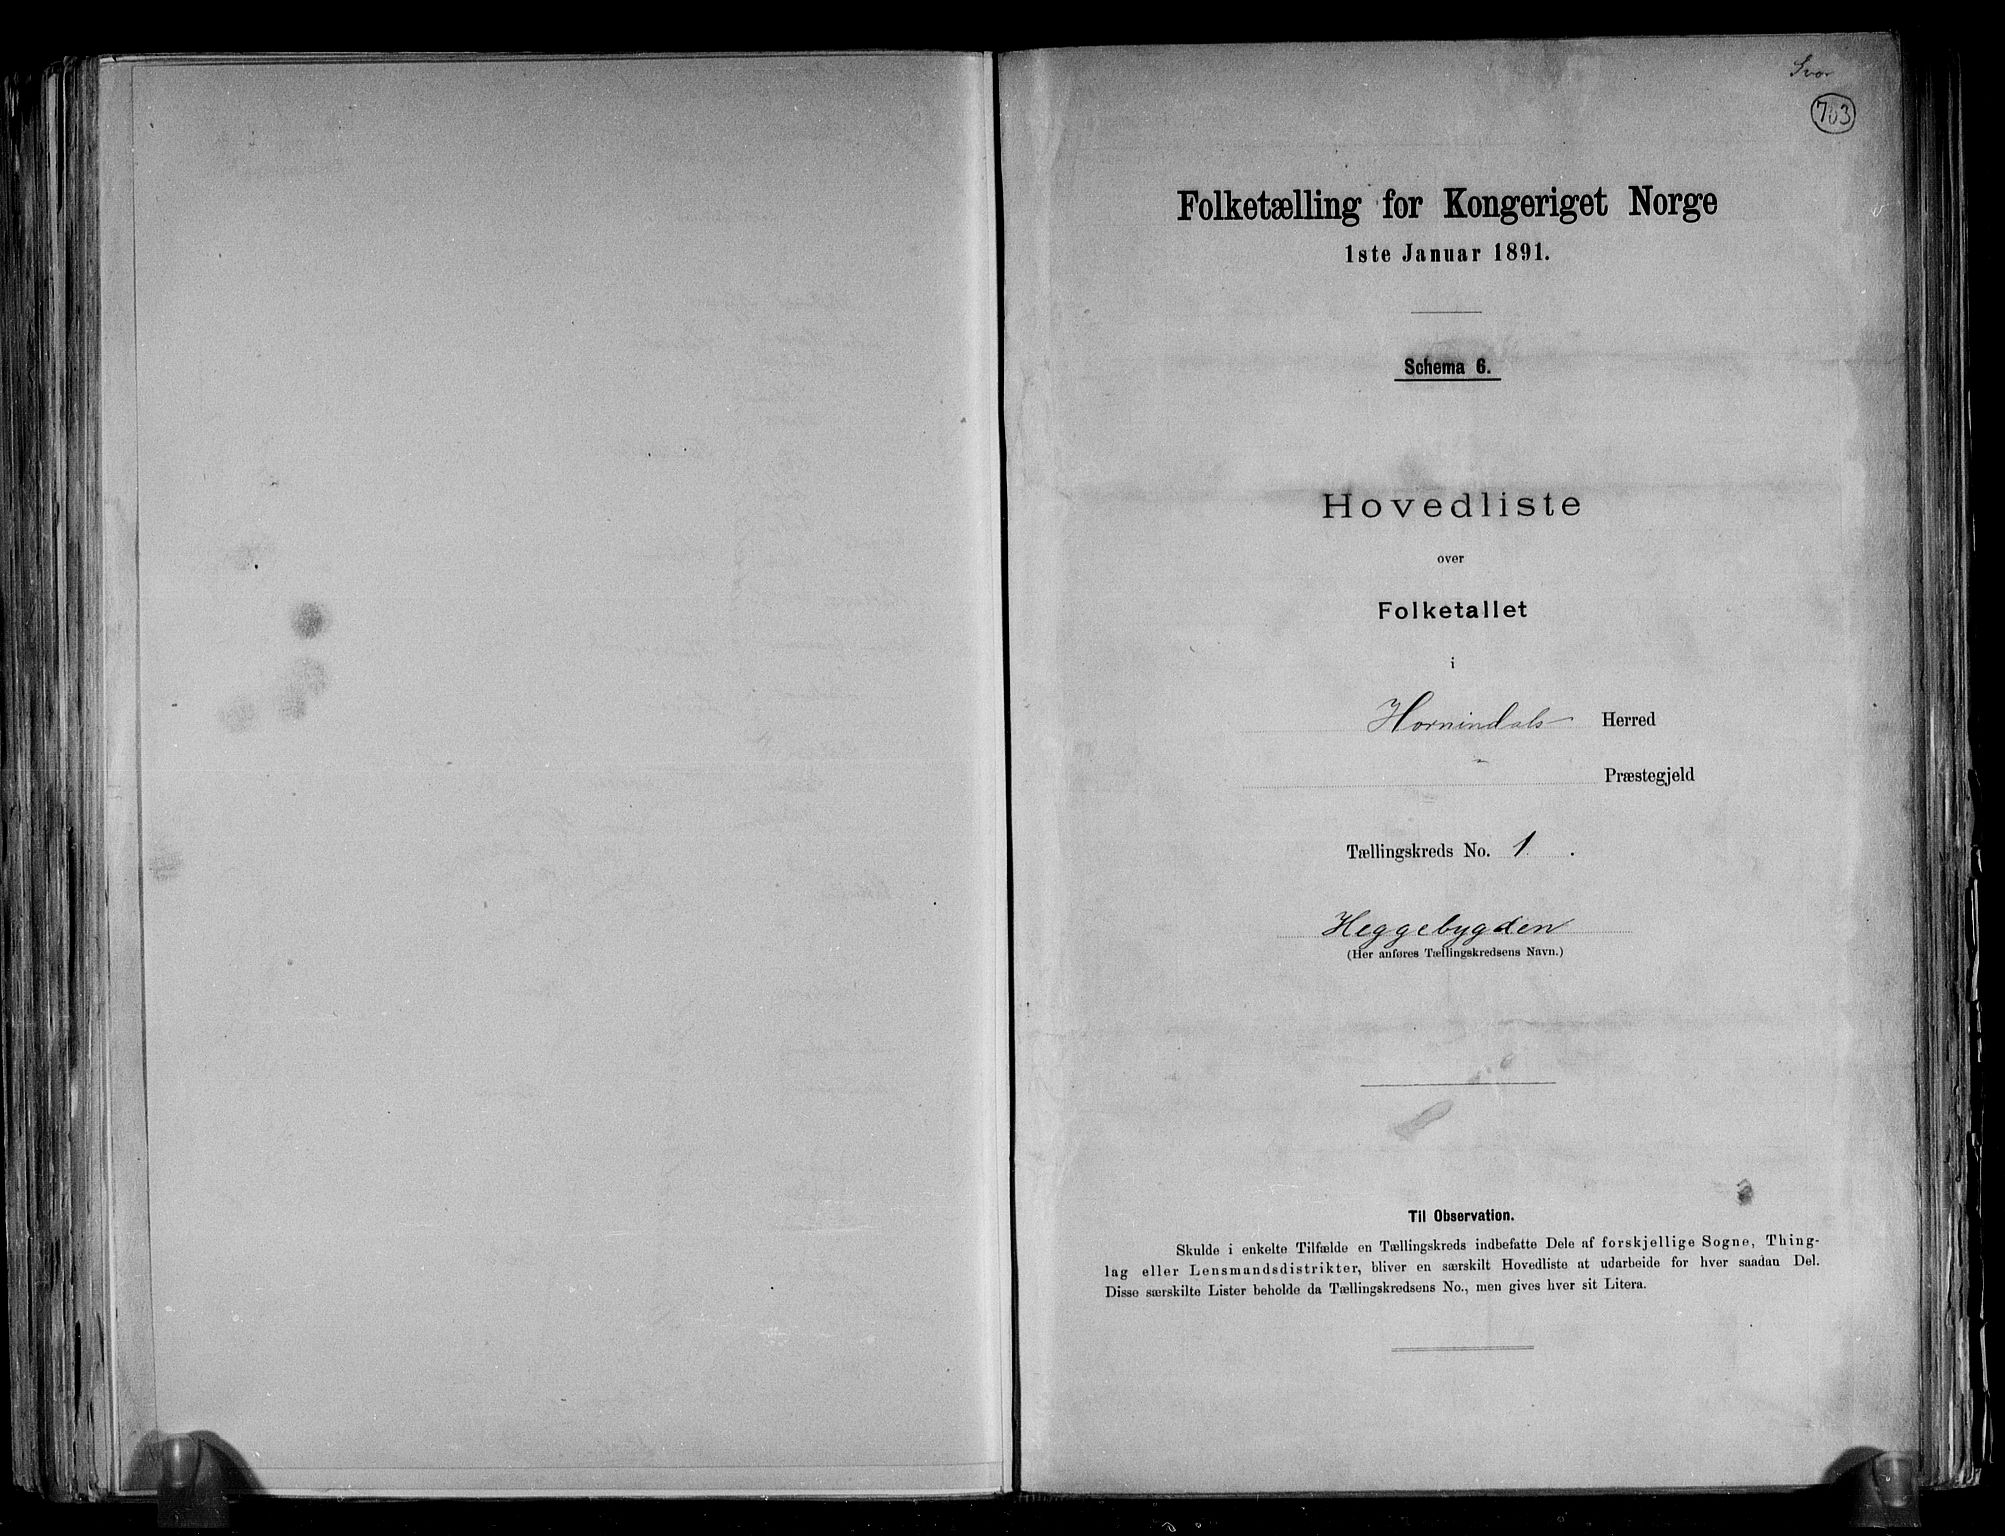 703
Folketælling for Kongeriget Norge
1ste Januar 1891.
Schema 6.
Hovedliste
over
Folketallet
i
Hornindals Herred
Præstegjeld
Tællingskreds No. 1.
Heggebygden
(Her anføres Tællingskredsens Navn.)
Til Observation.
Skulde i enkelte Tilfælde en Tællingskreds indbefatte Dele af forskjellige Sogne, Thing-
lag eller Lensmandsdistrikter, bliver en særskilt Hovedliste at udarbeide for hver saadan Del.
Disse særskilte Lister beholde da Tællingskredsens No., men gives hver sit Litera.